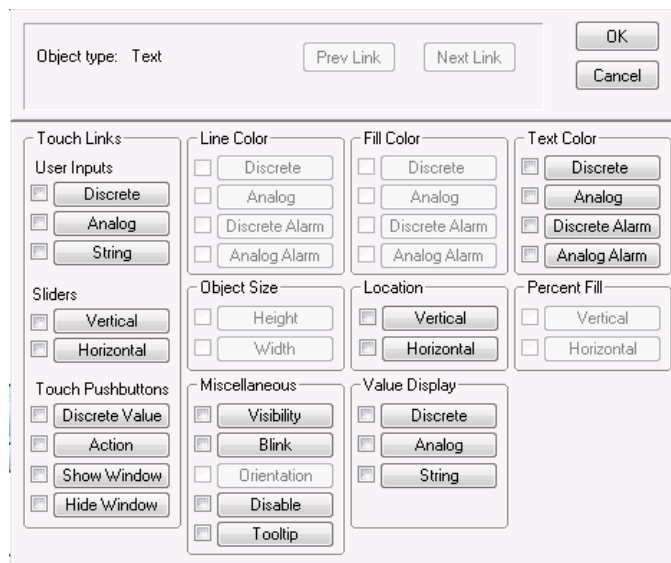 Object type: Text
Prev Link
Next Link
OK
Cancel
Touch Links
User Inputs
Discrete
Analog
String
Sliders
Vertical
Horizontal
Touch Pushbuttons
Discrete Value
Action
Show Window
Hide Window
Line Color
Discrete
Analog
Discrete Alarm
Analog Alarm
Object Size
Height
Width
Miscellaneous
Visibility
Blink
Orientation
Disable
Tooltip
Fill Color
Discrete
Analog
Discrete Alarm
Analog Alarm
Location
Vertical
Horizontal
Value Display
Discrete
Analog
String
Text Color
Discrete
Analog
Discrete Alarm
Analog Alarm
Percent Fill
Vertical
Horizontal